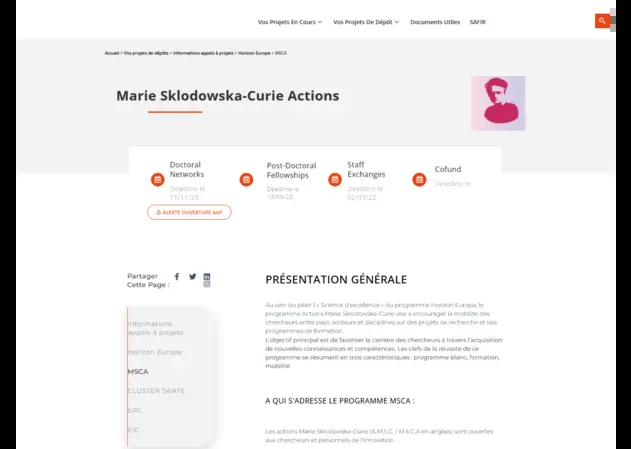 Vos Projets En Cours
Vos Projets De Dépôt
Documents Utiles
SAFIR
Accueil > Vos projets de dépôts > Informations appels à projets > Horizon Europe > MSCA
Marie Sklodowska-Curie Actions
Doctoral
Networks
Deadline le
11/11/23
Post-Doctoral
Fellowships
Deadline le
13/09/23
Staff
Exchanges
Deadline le
Cofund
Deadline le
ALERTE OUVERTURE AAP
Partager
Cette Page :
Informations
appels à projets
Horizon Europe
MSCA
CLUSTER SANTE
ERC
EIC
PRÉSENTATION GÉNÉRALE
Au sein du pilier 1 « Science d'excellence » du programme Horizon Europe, le
programme Actions Marie Sklodowska-Curie vise à encourager la mobilité des
chercheurs entre pays, secteurs et disciplines sur des projets de recherche et des
programmes de formation.
L'objectif principal est de favoriser la carrière des chercheurs à travers l'acquisition
de nouvelles connaissances et compétences. Les clefs de la réussite de ce
programme se résument en trois caractéristiques : programme blanc, formation,
mobilité.
A QUI S'ADRESSE LE PROGRAMME MSCA :
Les actions Marie Sklodowska-Curie (A.M.S.C. / M.S.C.A en anglais) sont ouvertes
aux chercheurs et personnels de l'innovation.